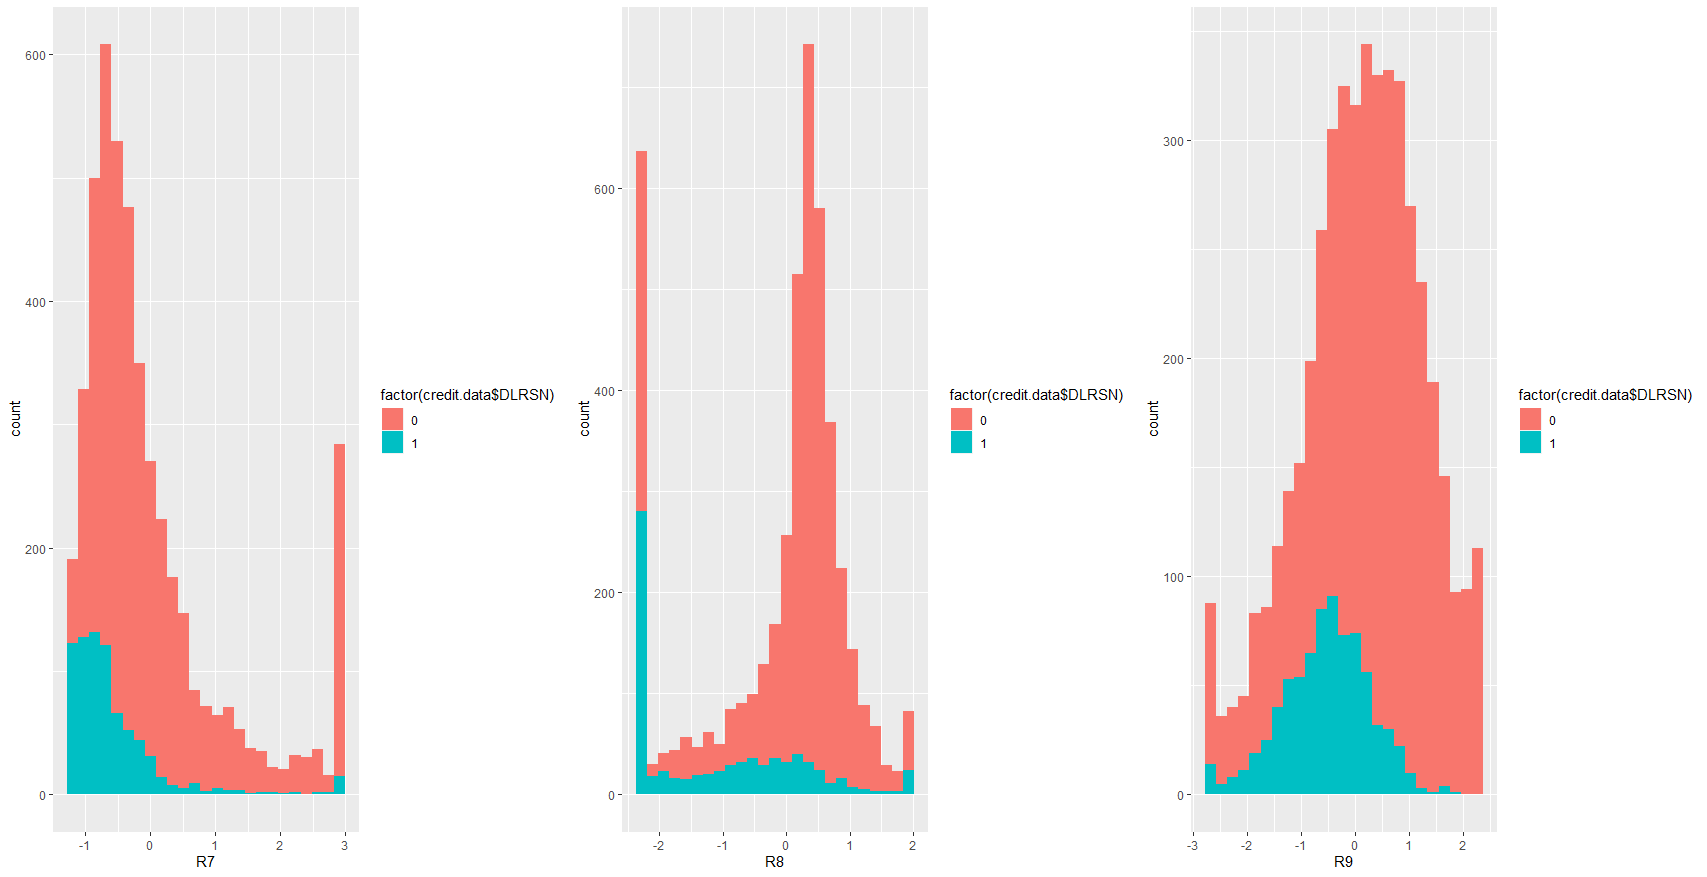 600
400
200
0
count
-1 0 1 2 3
R7
factor(credit.data$DLRSN)
0
1
600
400
200
0
count
-2 -1 0 1 2
R8
factor(credit.data$DLRSN)
0
1
300
200
100
0
count
-3 -2 -1 0 1 2
R9
factor(credit.data$DLRSN)
0
1